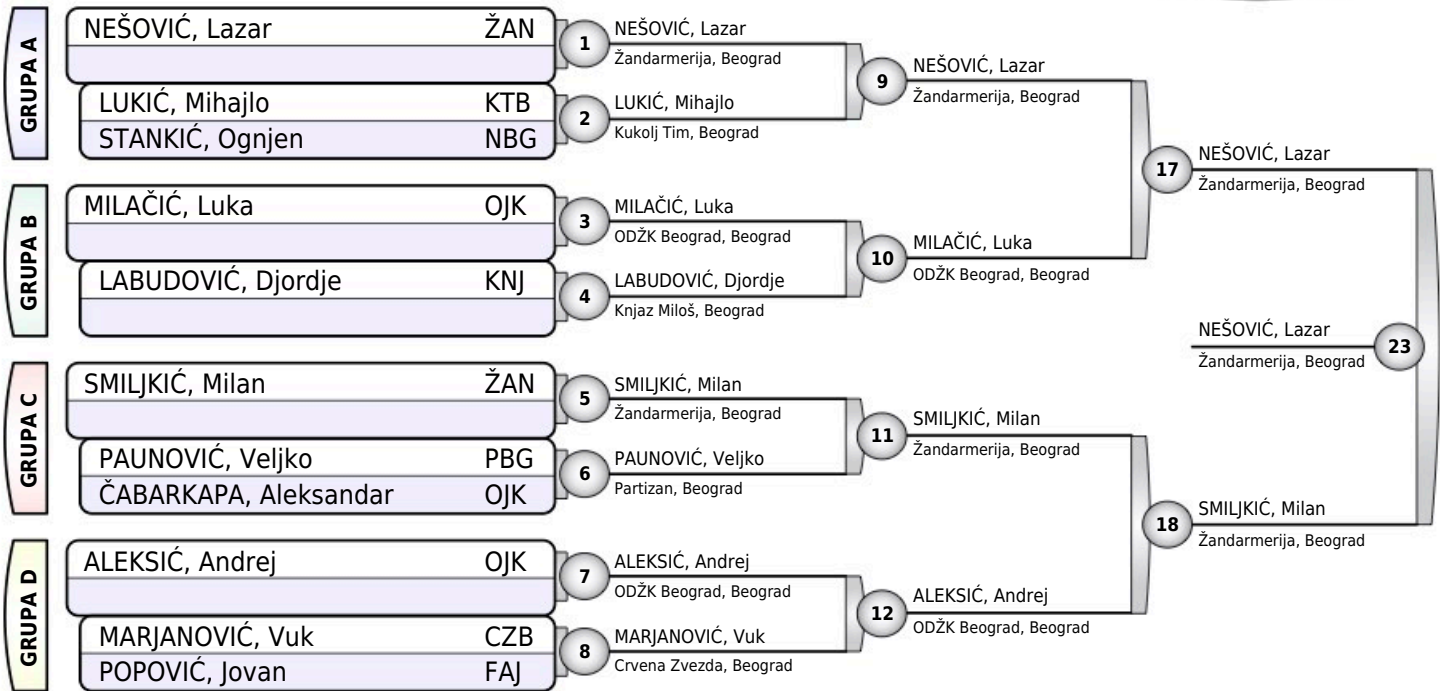 GRUPA A
NEŠOVIĆ, Lazar ŽAN
LUKIĆ, Mihajlo KTB
STANKIĆ, Ognjen NBG
GRUPA B
MILAČIĆ, Luka OJK
LABUDOVIĆ, Djordje KNJ
GRUPA C
SMILJKIĆ, Milan ŽAN
PAUNOVIĆ, Veljko PBG
ČABARKAPA, Aleksandar OJK
GRUPA D
ALEKSIĆ, Andrej OJK
MARJANOVIĆ, Vuk CZB
POPOVIĆ, Jovan FAJ
1
NEŠOVIĆ, Lazar
Žandarmerija, Beograd
2
LUKIĆ, Mihajlo
Kukolj Tim, Beograd
3
MILAČIĆ, Luka
ODŽK Beograd, Beograd
4
LABUDOVIĆ, Djordje
Knjaz Miloš, Beograd
5
SMILJKIĆ, Milan
Žandarmerija, Beograd
6
PAUNOVIĆ, Veljko
Partizan, Beograd
7
ALEKSIĆ, Andrej
ODŽK Beograd, Beograd
8
MARJANOVIĆ, Vuk
Crvena Zvezda, Beograd
9
NEŠOVIĆ, Lazar
Žandarmerija, Beograd
10
MILAČIĆ, Luka
ODŽK Beograd, Beograd
11
SMILJKIĆ, Milan
Žandarmerija, Beograd
12
ALEKSIĆ, Andrej
ODŽK Beograd, Beograd
17
NEŠOVIĆ, Lazar
Žandarmerija, Beograd
18
SMILJKIĆ, Milan
Žandarmerija, Beograd
NEŠOVIĆ, Lazar
Žandarmerija, Beograd
23